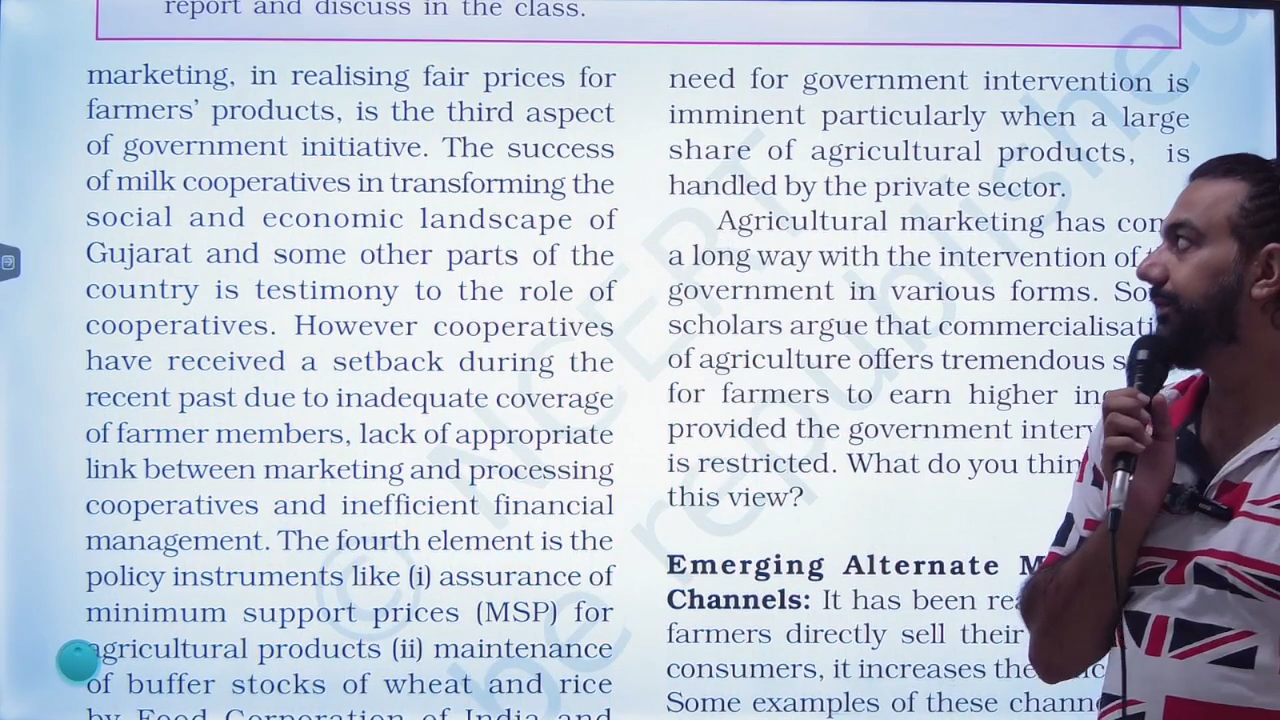 report and discuss in the class.
marketing, in realising fair prices for
farmers’ products, is the third aspect
of government initiative. The success
of milk cooperatives in transforming the
social and economic landscape of
Gujarat and some other parts of the
country is testimony to the role of
cooperatives. However cooperatives
have received a setback during the
recent past due to inadequate coverage
of farmer members, lack of appropriate
link between marketing and processing
cooperatives and inefficient financial
management. The fourth element is the
policy instruments like (i) assurance of
minimum support prices (MSP) for
agricultural products (ii) maintenance
of buffer stocks of wheat and rice
by Food Corporation of India and
need for government intervention is
imminent particularly when a large
share of agricultural products, is
handled by the private sector.
Agricultural marketing has
a long way with the intervention of
government in various forms.
scholars argue that
of agriculture offers tremendous
for farmers to earn higher
provided the government
is restricted. What do you
this view?
Emerging Alternate
Channels: It has been
farmers directly sell their
consumers, it increases
Some examples of these
© NCERT
be republished